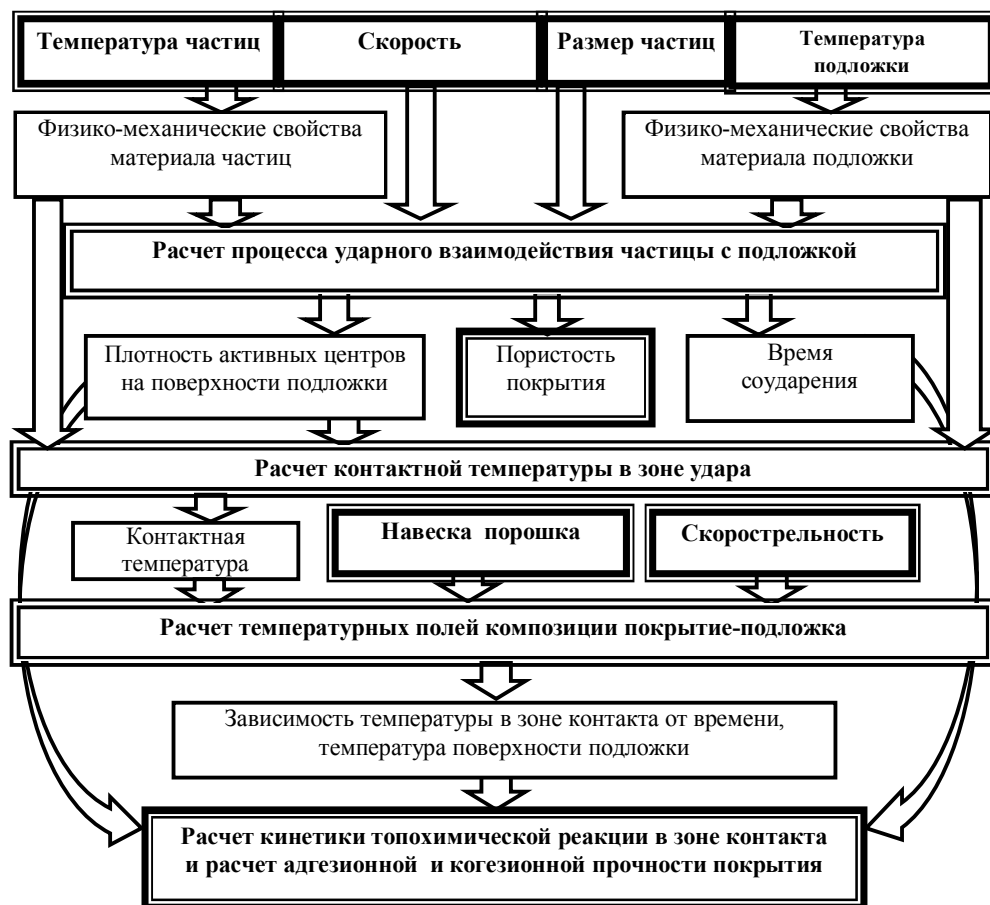 Температура частиц
Скорость
Размер частиц
Температура
подложки
Физико-механические свойства
материала частиц
Физико-механические свойства
материала подложки
Расчет процесса ударного взаимодействия частицы с подложкой
Плотность активных центров
на поверхности подложки
Пористость
покрытия
Время
соударения
Расчет контактной температуры в зоне удара
Контактная
температура
Навеска порошка
Скорострельность
Расчет температурных полей композиции покрытие-подложка
Зависимость температуры в зоне контакта от времени,
температура поверхности подложки
Расчет кинетики топохимической реакции в зоне контакта
и расчет адгезионной и когезионной прочности покрытия